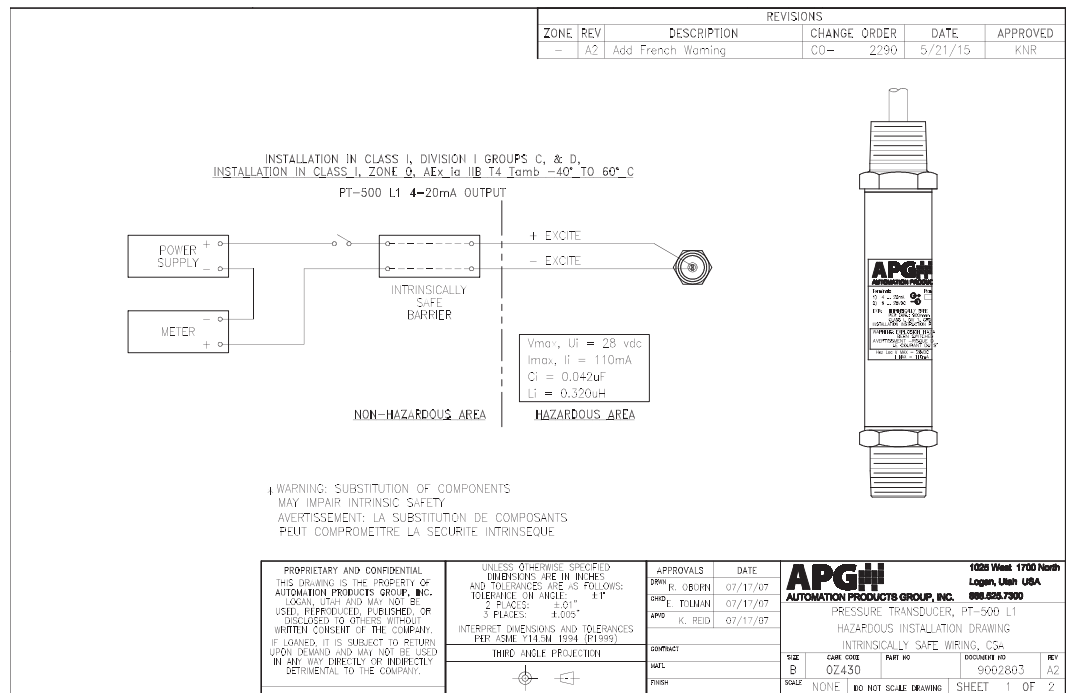 REVISIONS
ZONE REV DESCRIPTION CHANGE ORDER DATE APPROVED
- A2 Add French Warning CO- 2290 5/21/15 KNR
INSTALLATION IN CLASS I, DIVISION I GROUPS C, & D,
INSTALLATION IN CLASS I, ZONE 0, AEx ia IIB T4 Tamb -40° TO 60° C
PT-500 L1 4-20mA OUTPUT
POWER
SUPPLY
+
-
METER
-
+
INTRINSICALLY
SAFE
BARRIER
+ EXCITE
- EXCITE
Vmax, Ui = 28 vdc
Imax, Ii = 110mA
Ci = 0.042uF
Li = 0.320uH
NON-HAZARDOUS AREA
HAZARDOUS AREA
APG
AUTOMATION PRODUC
WARNING: SUBSTITUTION OF COMPONENTS
MAY IMPAIR INTRINSIC SAFETY
AVERTISSEMENT: LA SUBSTITUTION DE COMPOSANTS
PEUT COMPROMETTRE LA SECURITE INTRINSEQUE
PROPRIETARY AND CONFIDENTIAL
THIS DRAWING IS THE PROPERTY OF
AUTOMATION PRODUCTS GROUP, INC.
LOGAN, UTAH AND MAY NOT BE
USED, REPRODUCED, PUBLISHED, OR
DISCLOSED TO OTHERS WITHOUT
WRITTEN CONSENT OF THE COMPANY.
IF LOANED, IT IS SUBJECT TO RETURN
UPON DEMAND AND MAY NOT BE USED
IN ANY WAY DIRECTLY OR INDIRECTLY
DETRIMENTAL TO THE COMPANY.
UNLESS OTHERWISE SPECIFIED
DIMENSIONS ARE IN INCHES
AND TOLERANCES ARE AS FOLLOWS:
TOLERANCE ON ANGLE: ±1°
2 PLACES: ±.01"
3 PLACES: ±.005"
INTERPRET DIMENSIONS AND TOLERANCES
PER ASME Y14.5M 1994 (R1999)
THIRD ANGLE PROJECTION
APPROVALS DATE
DRWN R. OBORN 07/17/07
CHKD E. TOLMAN 07/17/07
APVD K. REID 07/17/07
CONTRACT
MATL
FINISH
APG
AUTOMATION PRODUCTS GROUP, INC.
1025 West 1700 North
Logan, Utah USA
888.525.7300
PRESSURE TRANSDUCER, PT-500 L1
HAZARDOUS INSTALLATION DRAWING
INTRINSICALLY SAFE WIRING, CSA
SIZE CAGE CODE PART NO DOCUMENT NO REV
B 0Z430 9002803 A2
SCALE NONE DO NOT SCALE DRAWING SHEET 1 OF 2